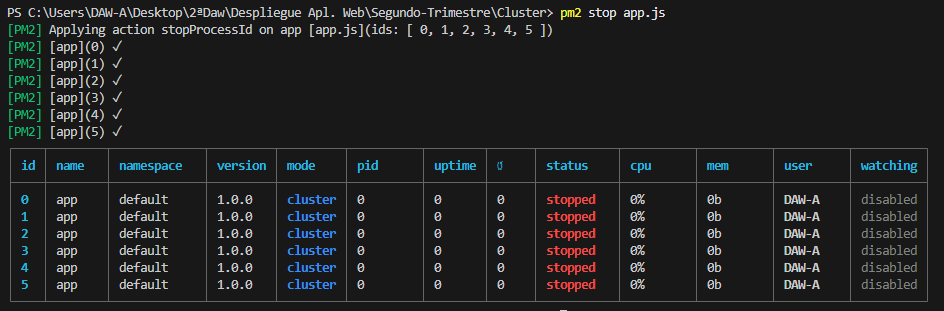 PS C:\Users\DAW-A\Desktop\2ªDaw\Despliegue Apl. Web\Segundo-Trimestre\Cluster> pm2 stop app.js
[PM2] Applying action stopProcessId on app [app.js](ids: [ 0, 1, 2, 3, 4, 5 ])
[PM2] [app](0) ✓
[PM2] [app](1) ✓
[PM2] [app](2) ✓
[PM2] [app](3) ✓
[PM2] [app](4) ✓
[PM2] [app](5) ✓
id name namespace version mode pid uptime ↺ status cpu mem user watching
0 app default 1.0.0 cluster 0 0 0 stopped 0% 0b DAW-A disabled
1 app default 1.0.0 cluster 0 0 0 stopped 0% 0b DAW-A disabled
2 app default 1.0.0 cluster 0 0 0 stopped 0% 0b DAW-A disabled
3 app default 1.0.0 cluster 0 0 0 stopped 0% 0b DAW-A disabled
4 app default 1.0.0 cluster 0 0 0 stopped 0% 0b DAW-A disabled
5 app default 1.0.0 cluster 0 0 0 stopped 0% 0b DAW-A disabled